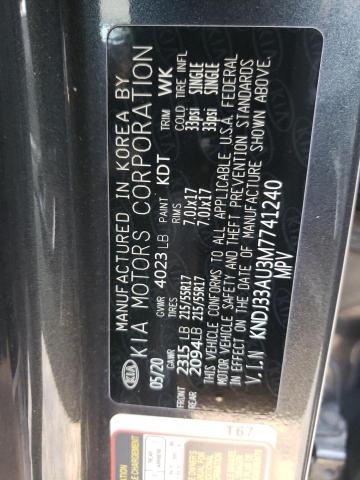 MANUFACTURED IN KOREA BY
KIA MOTORS CORPORATION
KIA
05/20 GVWR 4023 LB PAINT KDT TRIM WK
GAWR TIRES RIMS COLD TIRE INFL
FRONT 2315 LB 215/55R17 7.0Jx17 33psi SINGLE
REAR 2094 LB 215/55R17 7.0Jx17 33psi SINGLE
THIS VEHICLE CONFORMS TO ALL APPLICABLE U.S.A. FEDERAL
MOTOR VEHICLE SAFETY AND THEFT PREVENTION STANDARDS
IN EFFECT ON THE DATE OF MANUFACTURE SHOWN ABOVE.
V.I.N KNDJ33AU3M7741240
MPV
T67